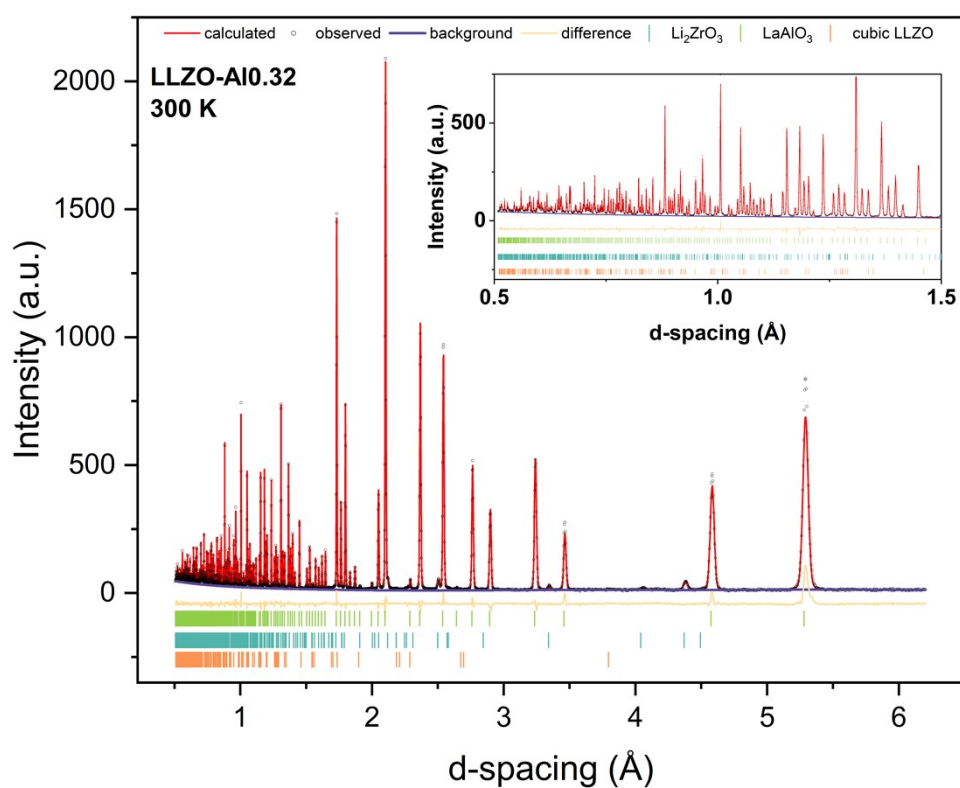 calculated observed background difference Li₂ZrO₃ LaAlO₃ cubic LLZO
LLZO-Al0.32
300 K
Intensity (a.u.)
2000
1500
1000
500
0
1 2 3 4 5 6
d-spacing (Å)
Intensity (a.u.)
500
0
0.5 1.0 1.5
d-spacing (Å)